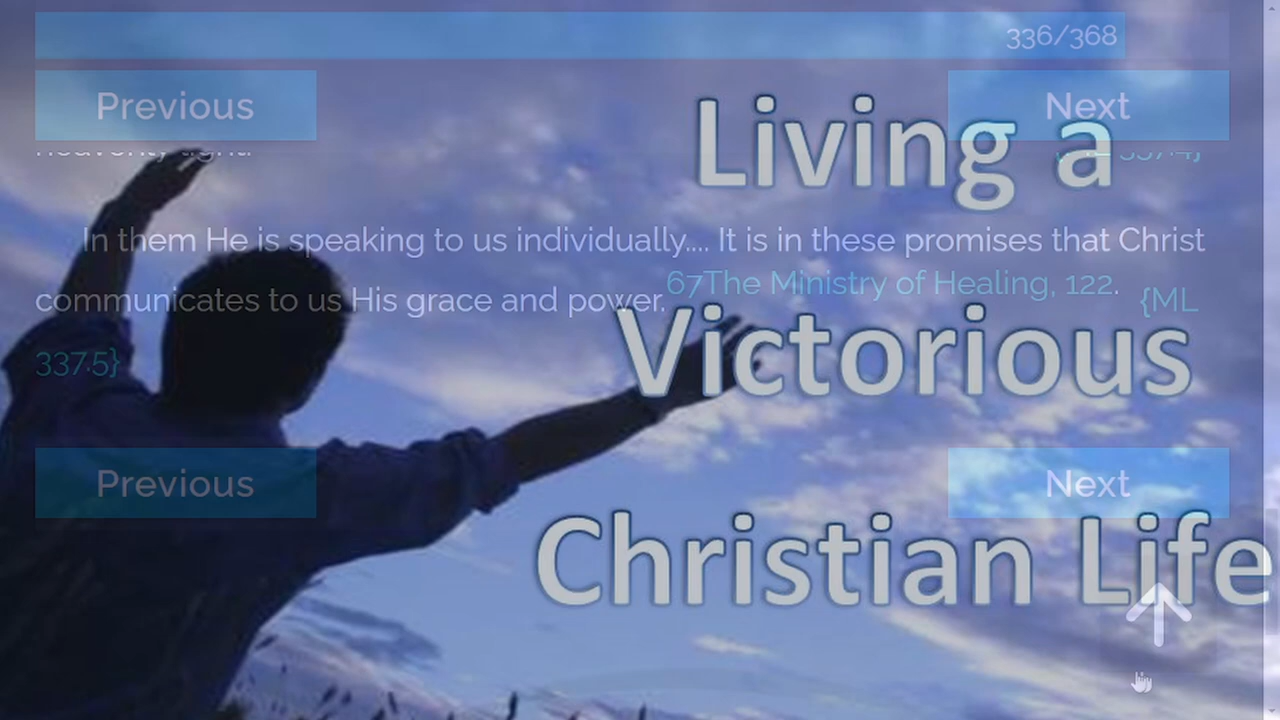 336/368
Previous Next
Living a
In them He is speaking to us individually.... It is in these promises that Christ
communicates to us His grace and power. 67The Ministry of Healing, 122. {ML
337.5}
Victorious
Previous Next
Christian Life